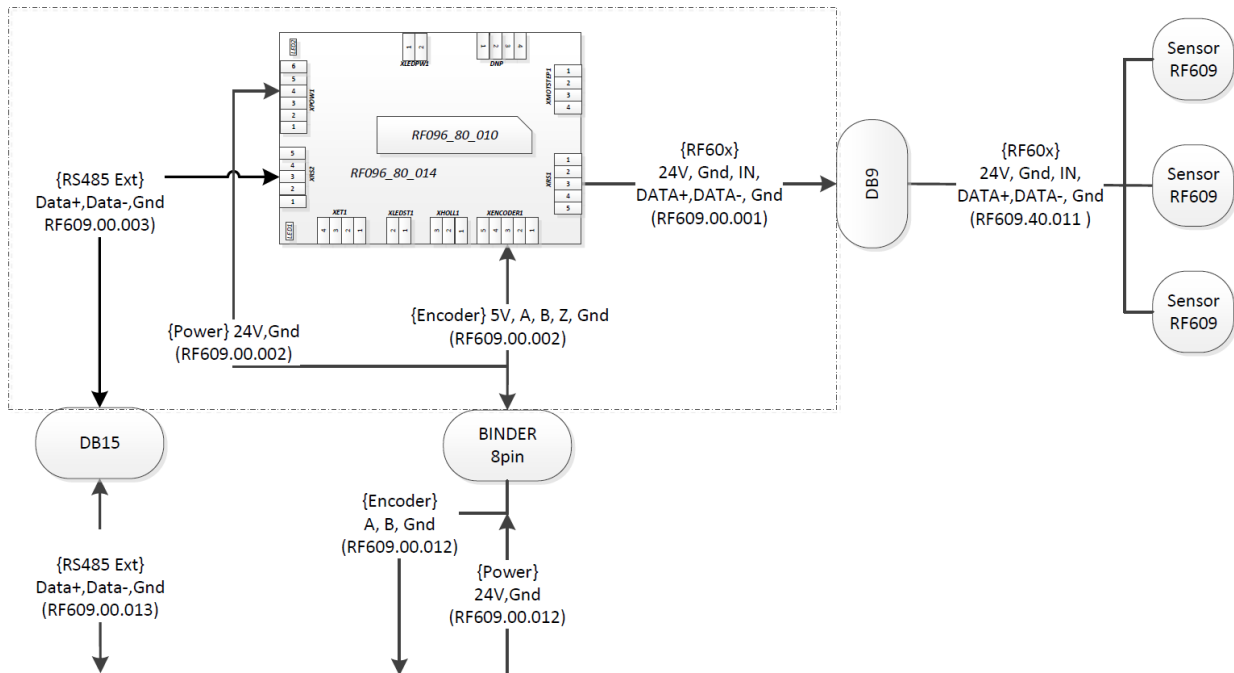 LED2
1 2
XLEDPW1
1 2 3 4
DNP
6
5
4
3
2
1
XPOW1
1
2
3
4
XMOTSTEP1
RF096_80_010
5
4
3
2
1
XRS2
RF096_80_014
1
2
3
4
5
XRS1
LED1
XET1
4 3 2 1
XLEDST1
2 1
XHOLL1
3 2 1
XENCODER1
5 4 3 2 1
{RS485 Ext}
Data+,Data-,Gnd
RF609.00.003)
{Power} 24V,Gnd
(RF609.00.002)
{Encoder} 5V, A, B, Z, Gnd
(RF609.00.002)
{RF60x}
24V, Gnd, IN,
DATA+,DATA-, Gnd
(RF609.00.001)
DB9
{RF60x}
24V, Gnd, IN,
DATA+,DATA-, Gnd
(RF609.40.011 )
Sensor
RF609
Sensor
RF609
Sensor
RF609
DB15
BINDER
8pin
{RS485 Ext}
Data+,Data-,Gnd
(RF609.00.013)
{Encoder}
A, B, Gnd
(RF609.00.012)
{Power}
24V,Gnd
(RF609.00.012)